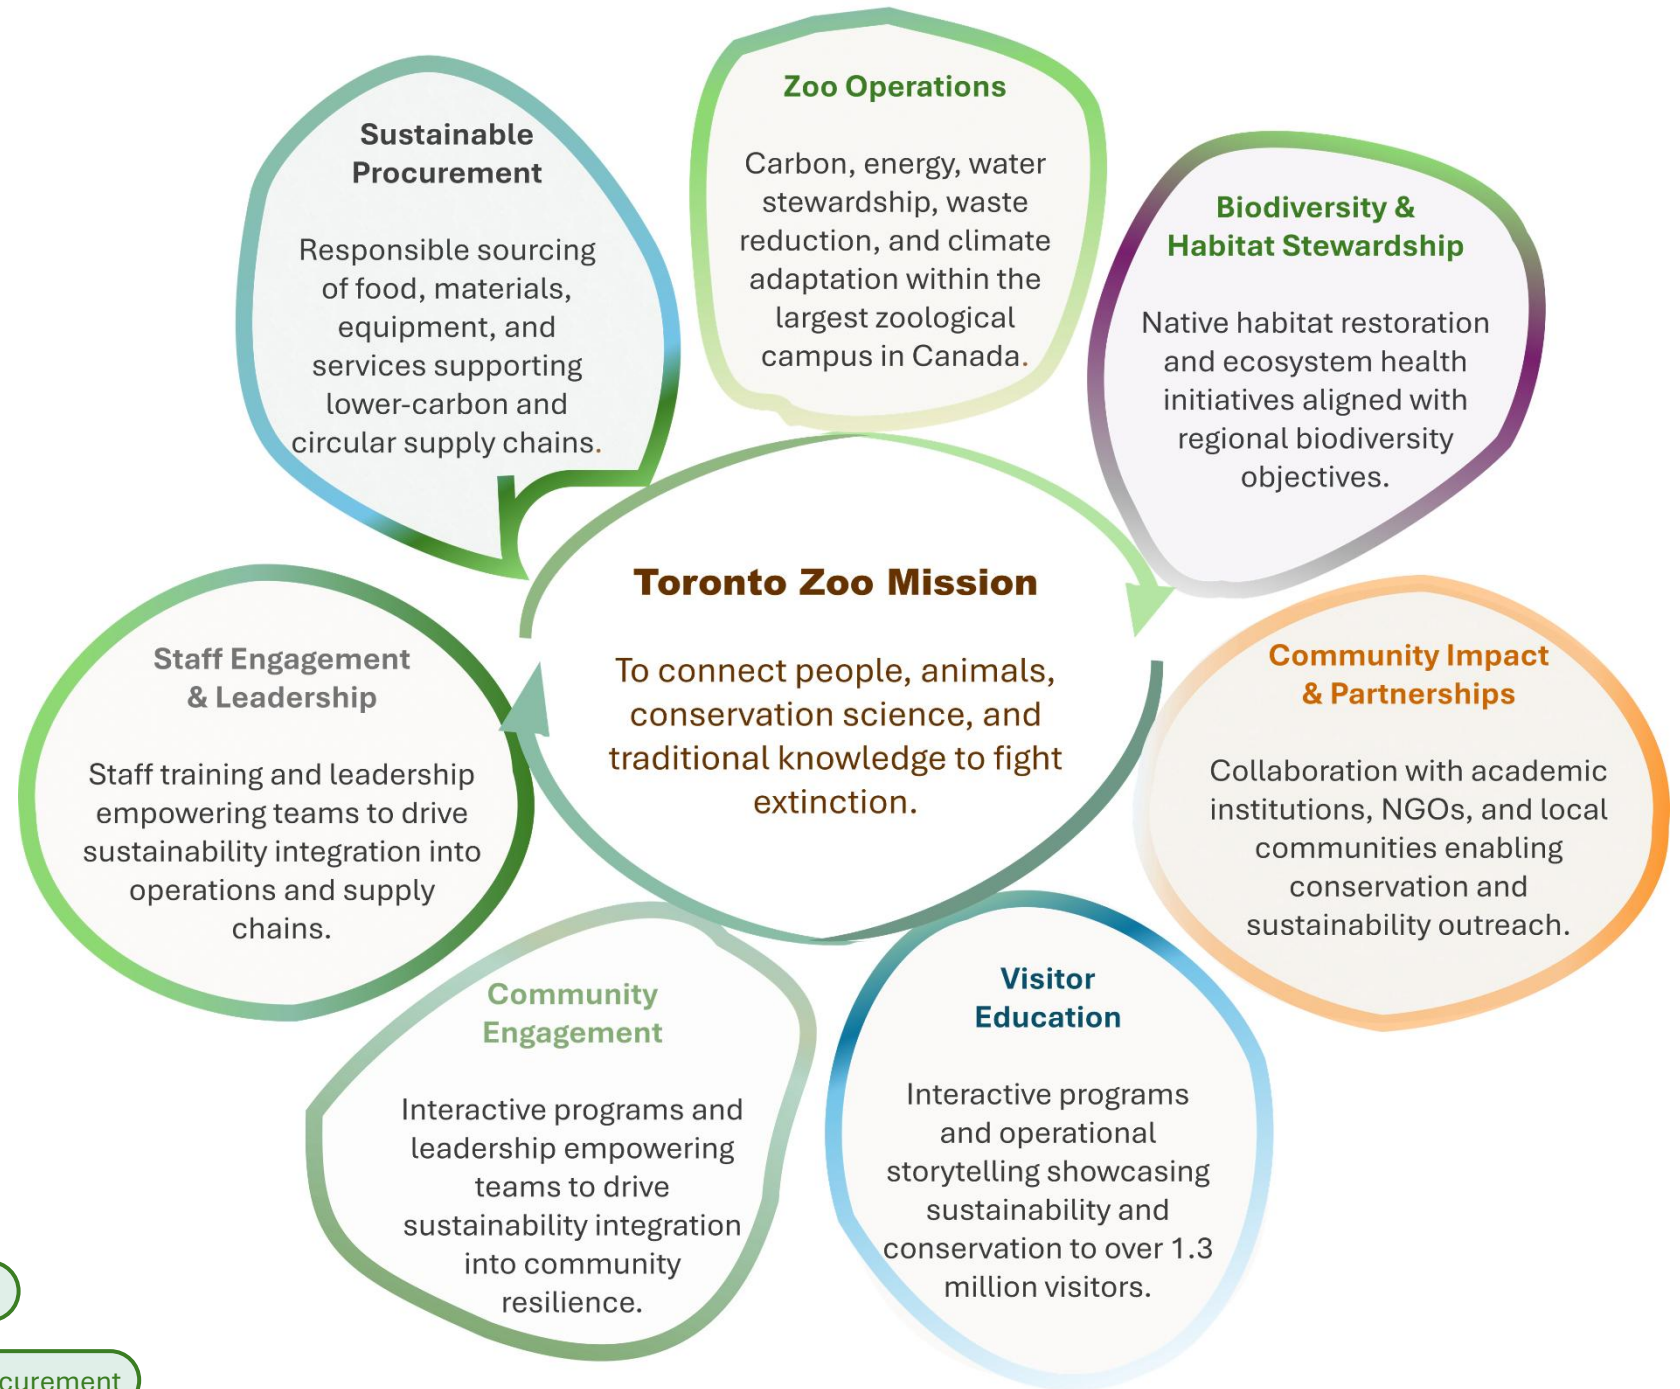 Zoo Operations
Carbon, energy, water
stewardship, waste
reduction, and climate
adaptation within the
largest zoological
campus in Canada.
Sustainable
Procurement
Responsible sourcing
of food, materials,
equipment, and
services supporting
lower-carbon and
circular supply chains.
Biodiversity &
Habitat Stewardship
Native habitat restoration
and ecosystem health
initiatives aligned with
regional biodiversity
objectives.
Toronto Zoo Mission
To connect people, animals,
conservation science, and
traditional knowledge to fight
extinction.
Staff Engagement
& Leadership
Staff training and leadership
empowering teams to drive
sustainability integration into
operations and supply
chains.
Community Impact
& Partnerships
Collaboration with academic
institutions, NGOs, and local
communities enabling
conservation and
sustainability outreach.
Community
Engagement
Interactive programs and
leadership empowering
teams to drive
sustainability integration
into community
resilience.
Visitor
Education
Interactive programs
and operational
storytelling showcasing
sustainability and
conservation to over 1.3
million visitors.